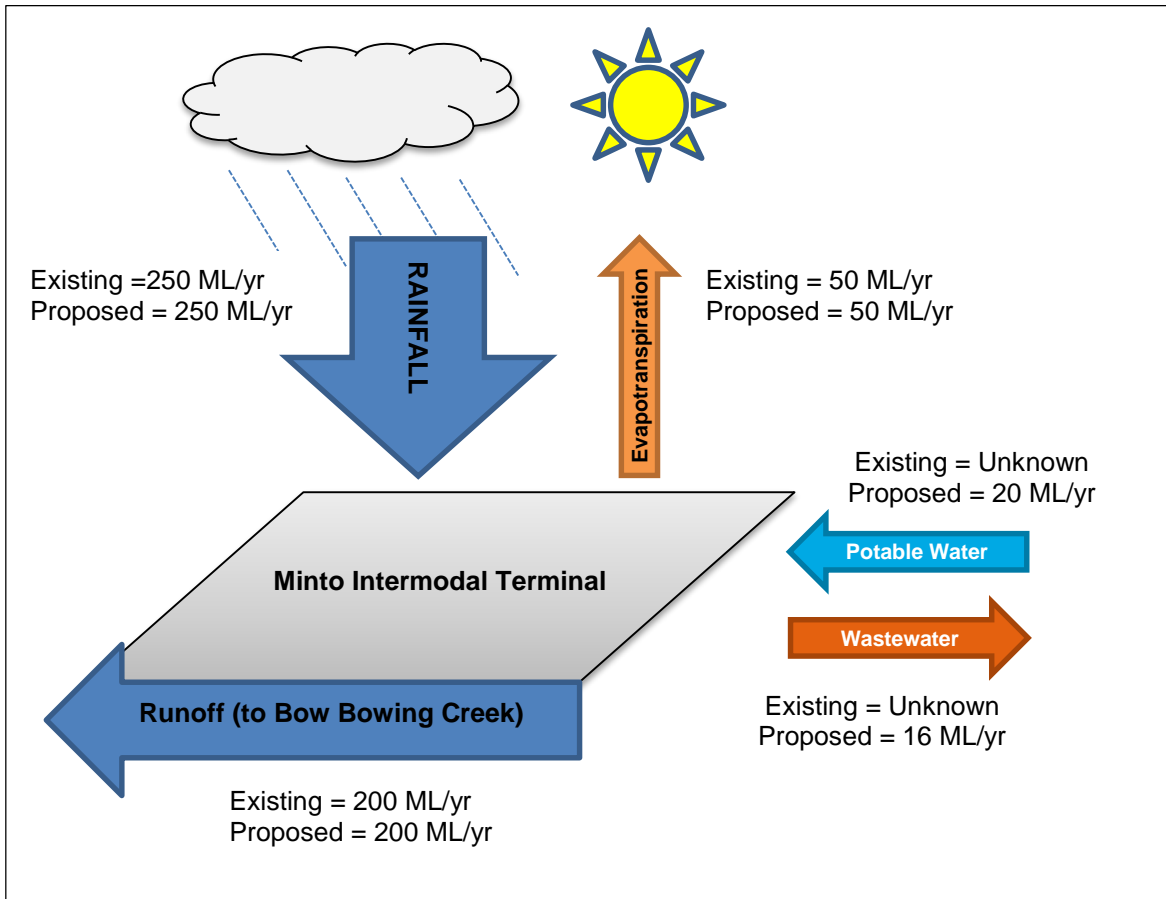 Existing =250 ML/yr
Proposed = 250 ML/yr
RAINFALL
Evapotranspiration
Existing = 50 ML/yr
Proposed = 50 ML/yr
Existing = Unknown
Proposed = 20 ML/yr
Potable Water
Minto Intermodal Terminal
Wastewater
Existing = Unknown
Proposed = 16 ML/yr
Runoff (to Bow Bowing Creek)
Existing = 200 ML/yr
Proposed = 200 ML/yr